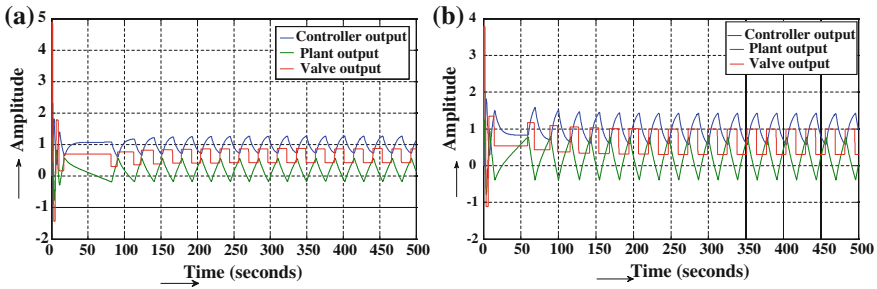 (a)
5
4
3
2
1
0
-1
-2
Amplitude
Controller output
Plant output
Valve output
0 50 100 150 200 250 300 350 400 450 500
Time (seconds)
(b)
4
3
2
1
0
-1
-2
Amplitude
Controller output
Plant output
Valve output
0 50 100 150 200 250 300 350 400 450 500
Time (seconds)